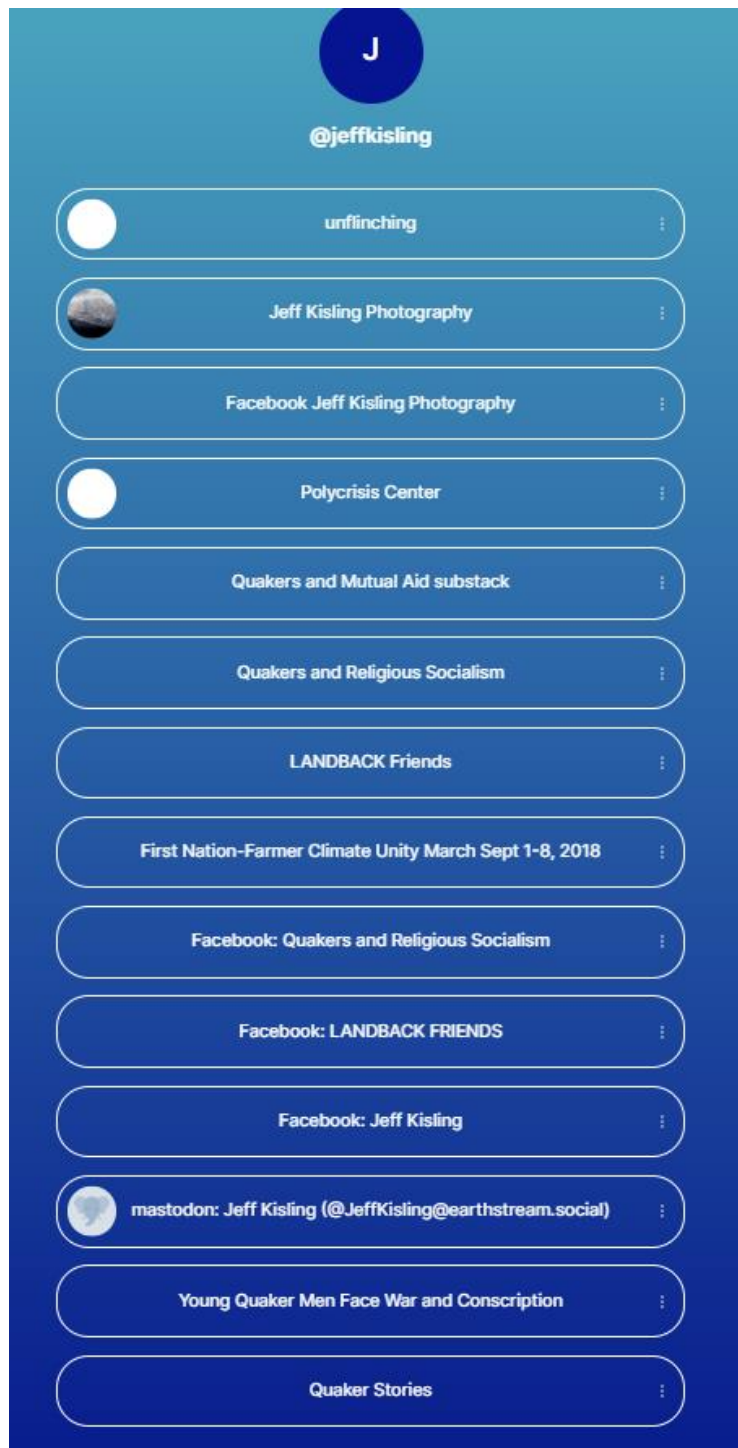 J
@jeffkisling
unflinching
Jeff Kisling Photography
Facebook Jeff Kisling Photography
Polycrisis Center
Quakers and Mutual Aid substack
Quakers and Religious Socialism
LANDBACK Friends
First Nation-Farmer Climate Unity March Sept 1-8, 2018
Facebook: Quakers and Religious Socialism
Facebook: LANDBACK FRIENDS
Facebook: Jeff Kisling
mastodon: Jeff Kisling (@JeffKisling@earthstream.social)
Young Quaker Men Face War and Conscription
Quaker Stories